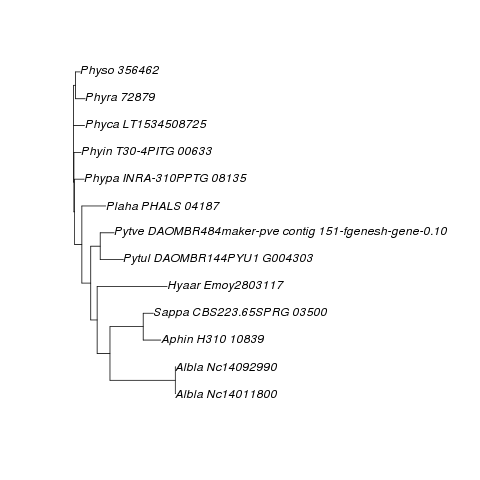 Physo 356462
Phyra 72879
Phyca LT1534508725
Phyin T30-4PITG 00633
Phypa INRA-310PPTG 08135
Plaha PHALS 04187
Pytve DAOMBR484maker-pve contig 151-fgenesh-gene-0.10
Pytul DAOMBR144PYU1 G004303
Hyaar Emoy2803117
Sappa CBS223.65SPRG 03500
Aphin H310 10839
Albla Nc14092990
Albla Nc14011800